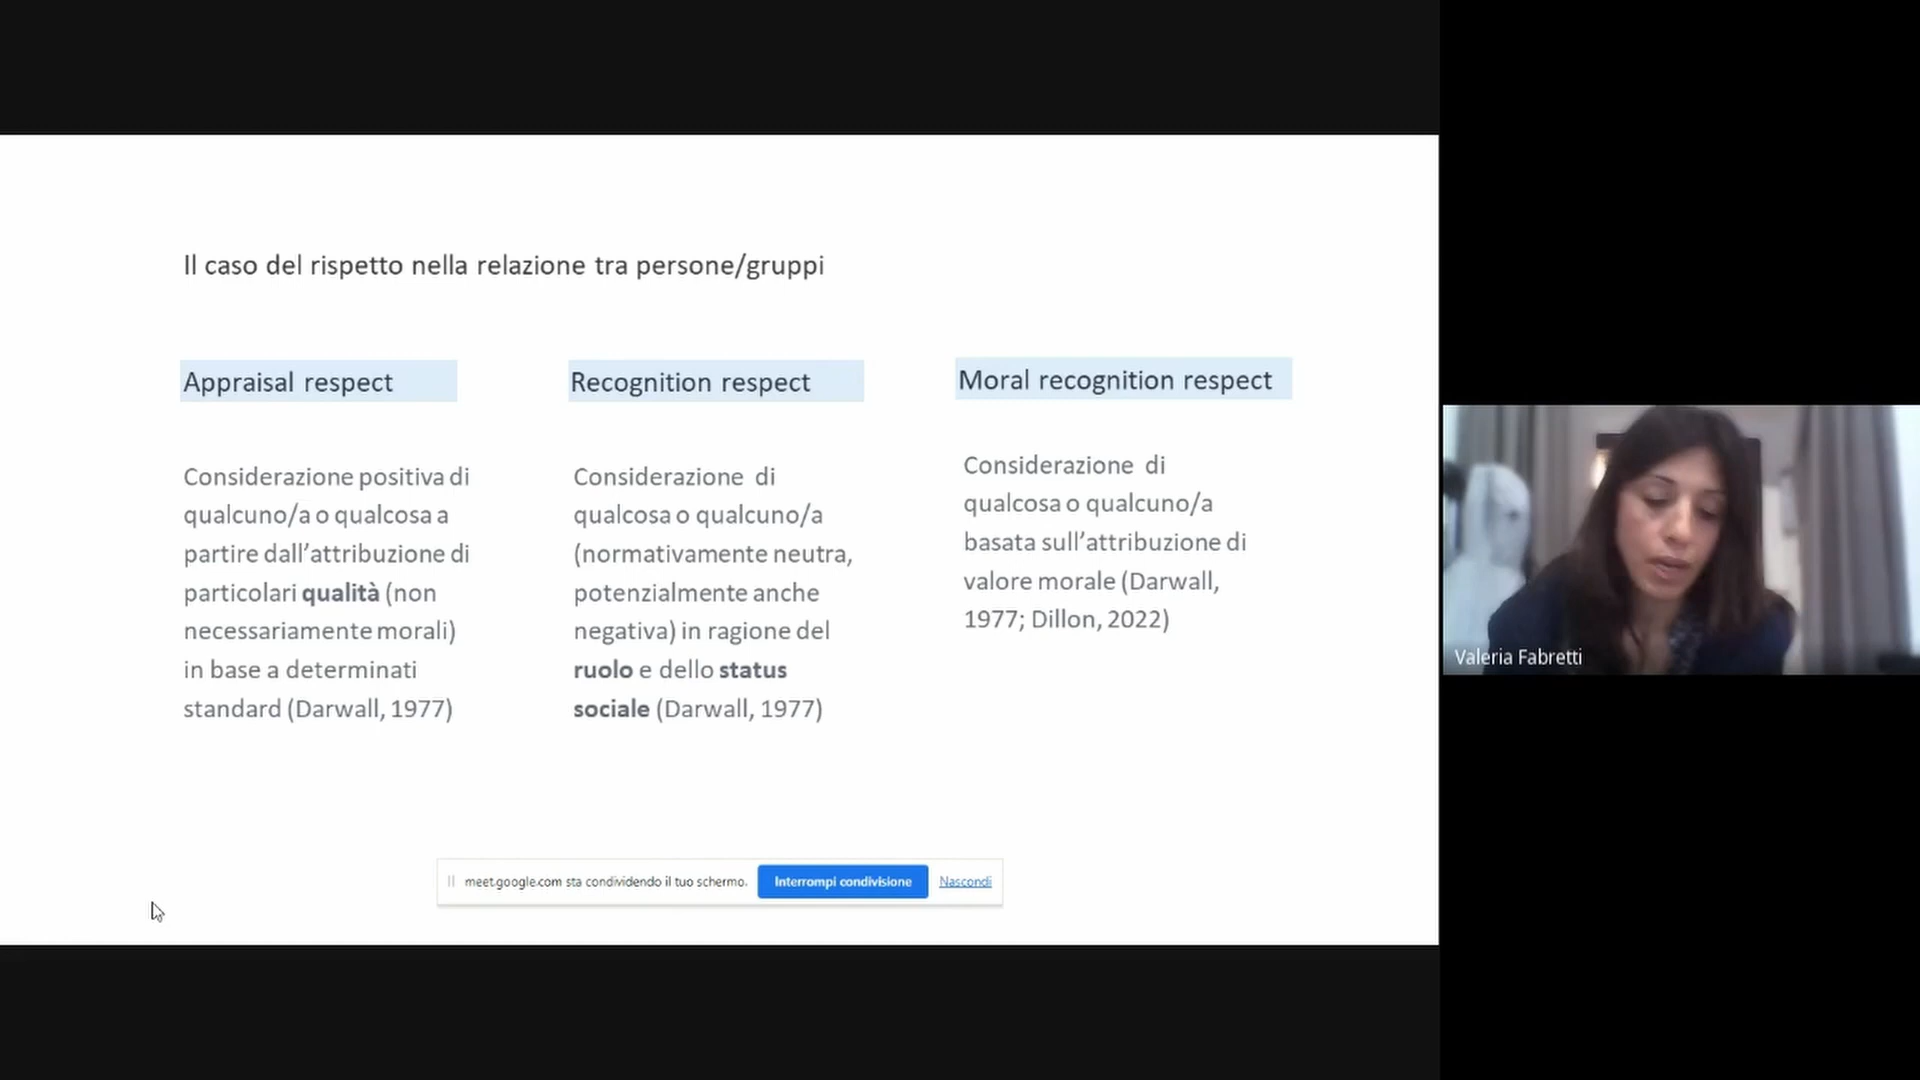 Il caso del rispetto nella relazione tra persone/gruppi
Appraisal respect
Considerazione positiva di
qualcuno/a o qualcosa a
partire dall’attribuzione di
particolari qualità (non
necessariamente morali)
in base a determinati
standard (Darwall, 1977)
Recognition respect
Considerazione di
qualcosa o qualcuno/a
(normativamente neutra,
potenzialmente anche
negativa) in ragione del
ruolo e dello status
sociale (Darwall, 1977)
Moral recognition respect
Considerazione di
qualcosa o qualcuno/a
basata sull’attribuzione di
valore morale (Darwall,
1977; Dillon, 2022)
meet.google.com sta condividendo il tuo schermo.
Interrompi condivisione
Nascondi
Valeria Fabretti